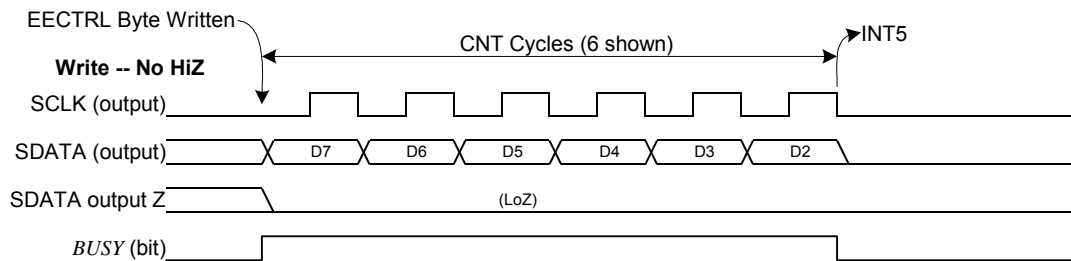 EECTRL Byte Written
INT5
CNT Cycles (6 shown)
Write -- No HiZ
SCLK (output)
SDATA (output)
D7 D6 D5 D4 D3 D2
SDATA output Z
(LoZ)
BUSY (bit)